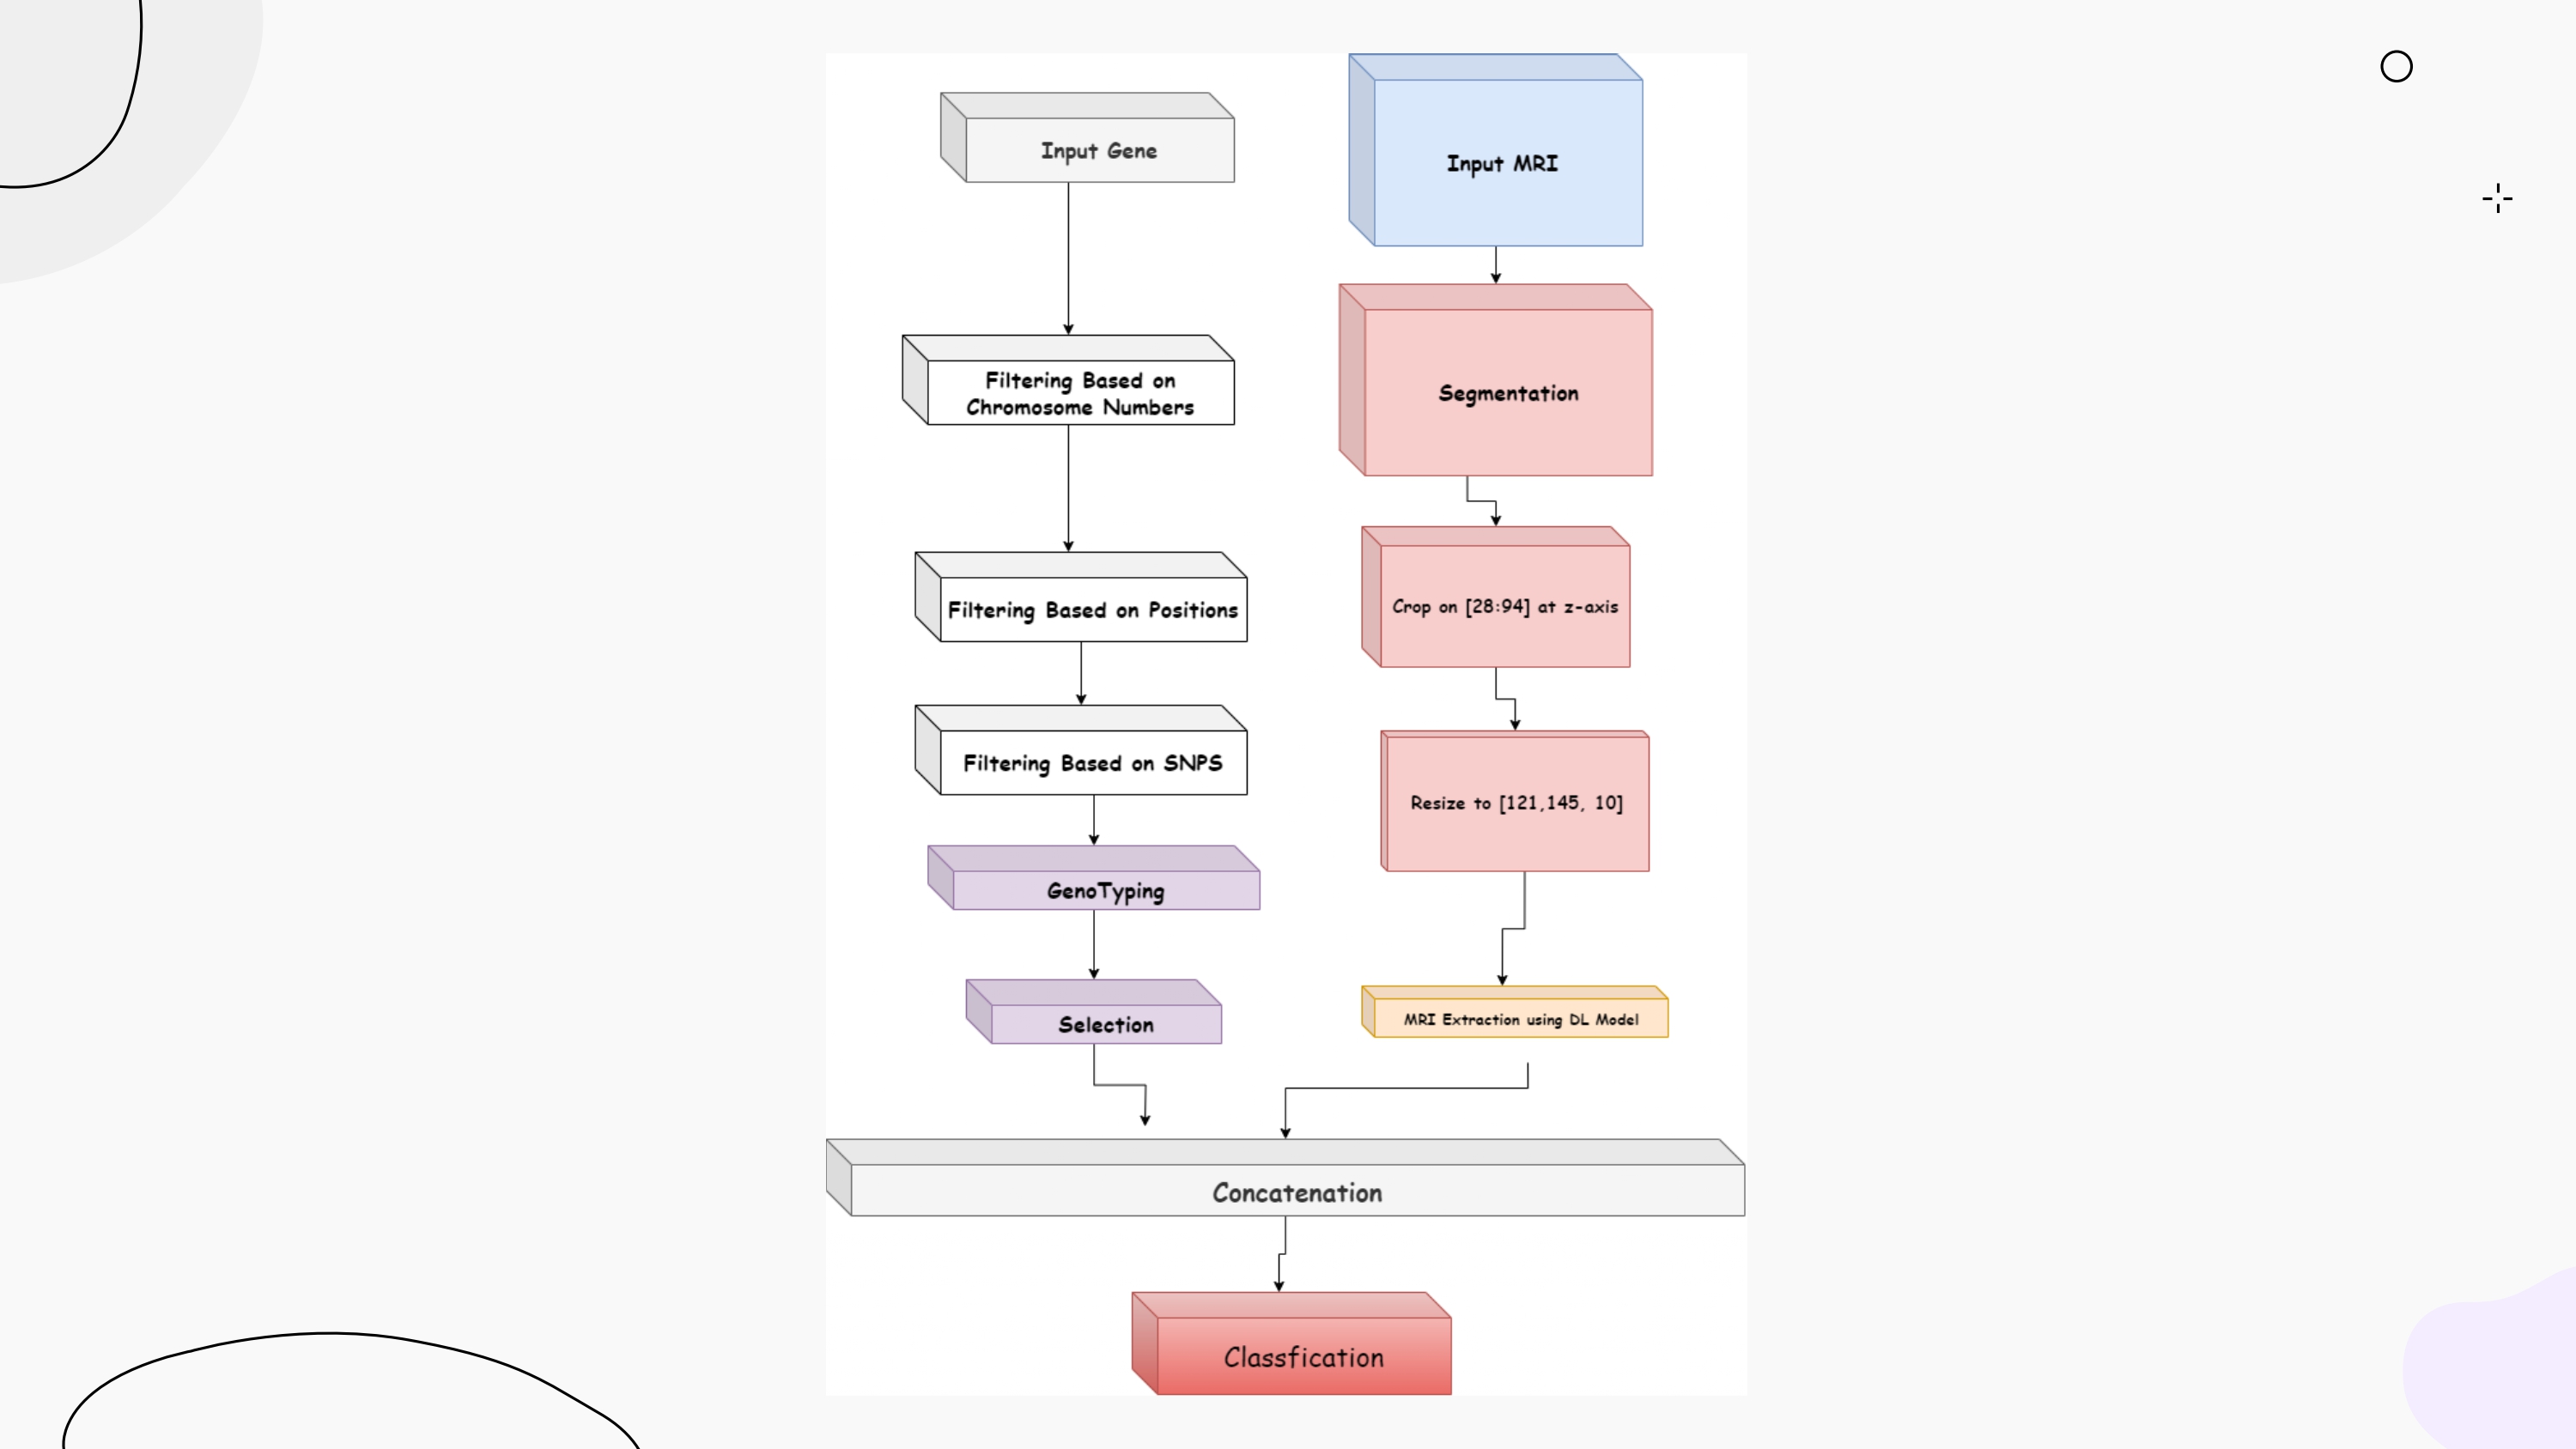 Input Gene
Filtering Based on
Chromosome Numbers
Filtering Based on Positions
Filtering Based on SNPS
GenoTyping
Selection
Input MRI
Segmentation
Crop on [28:94] at z-axis
Resize to [121,145, 10]
MRI Extraction using DL Model
Concatenation
Classfication